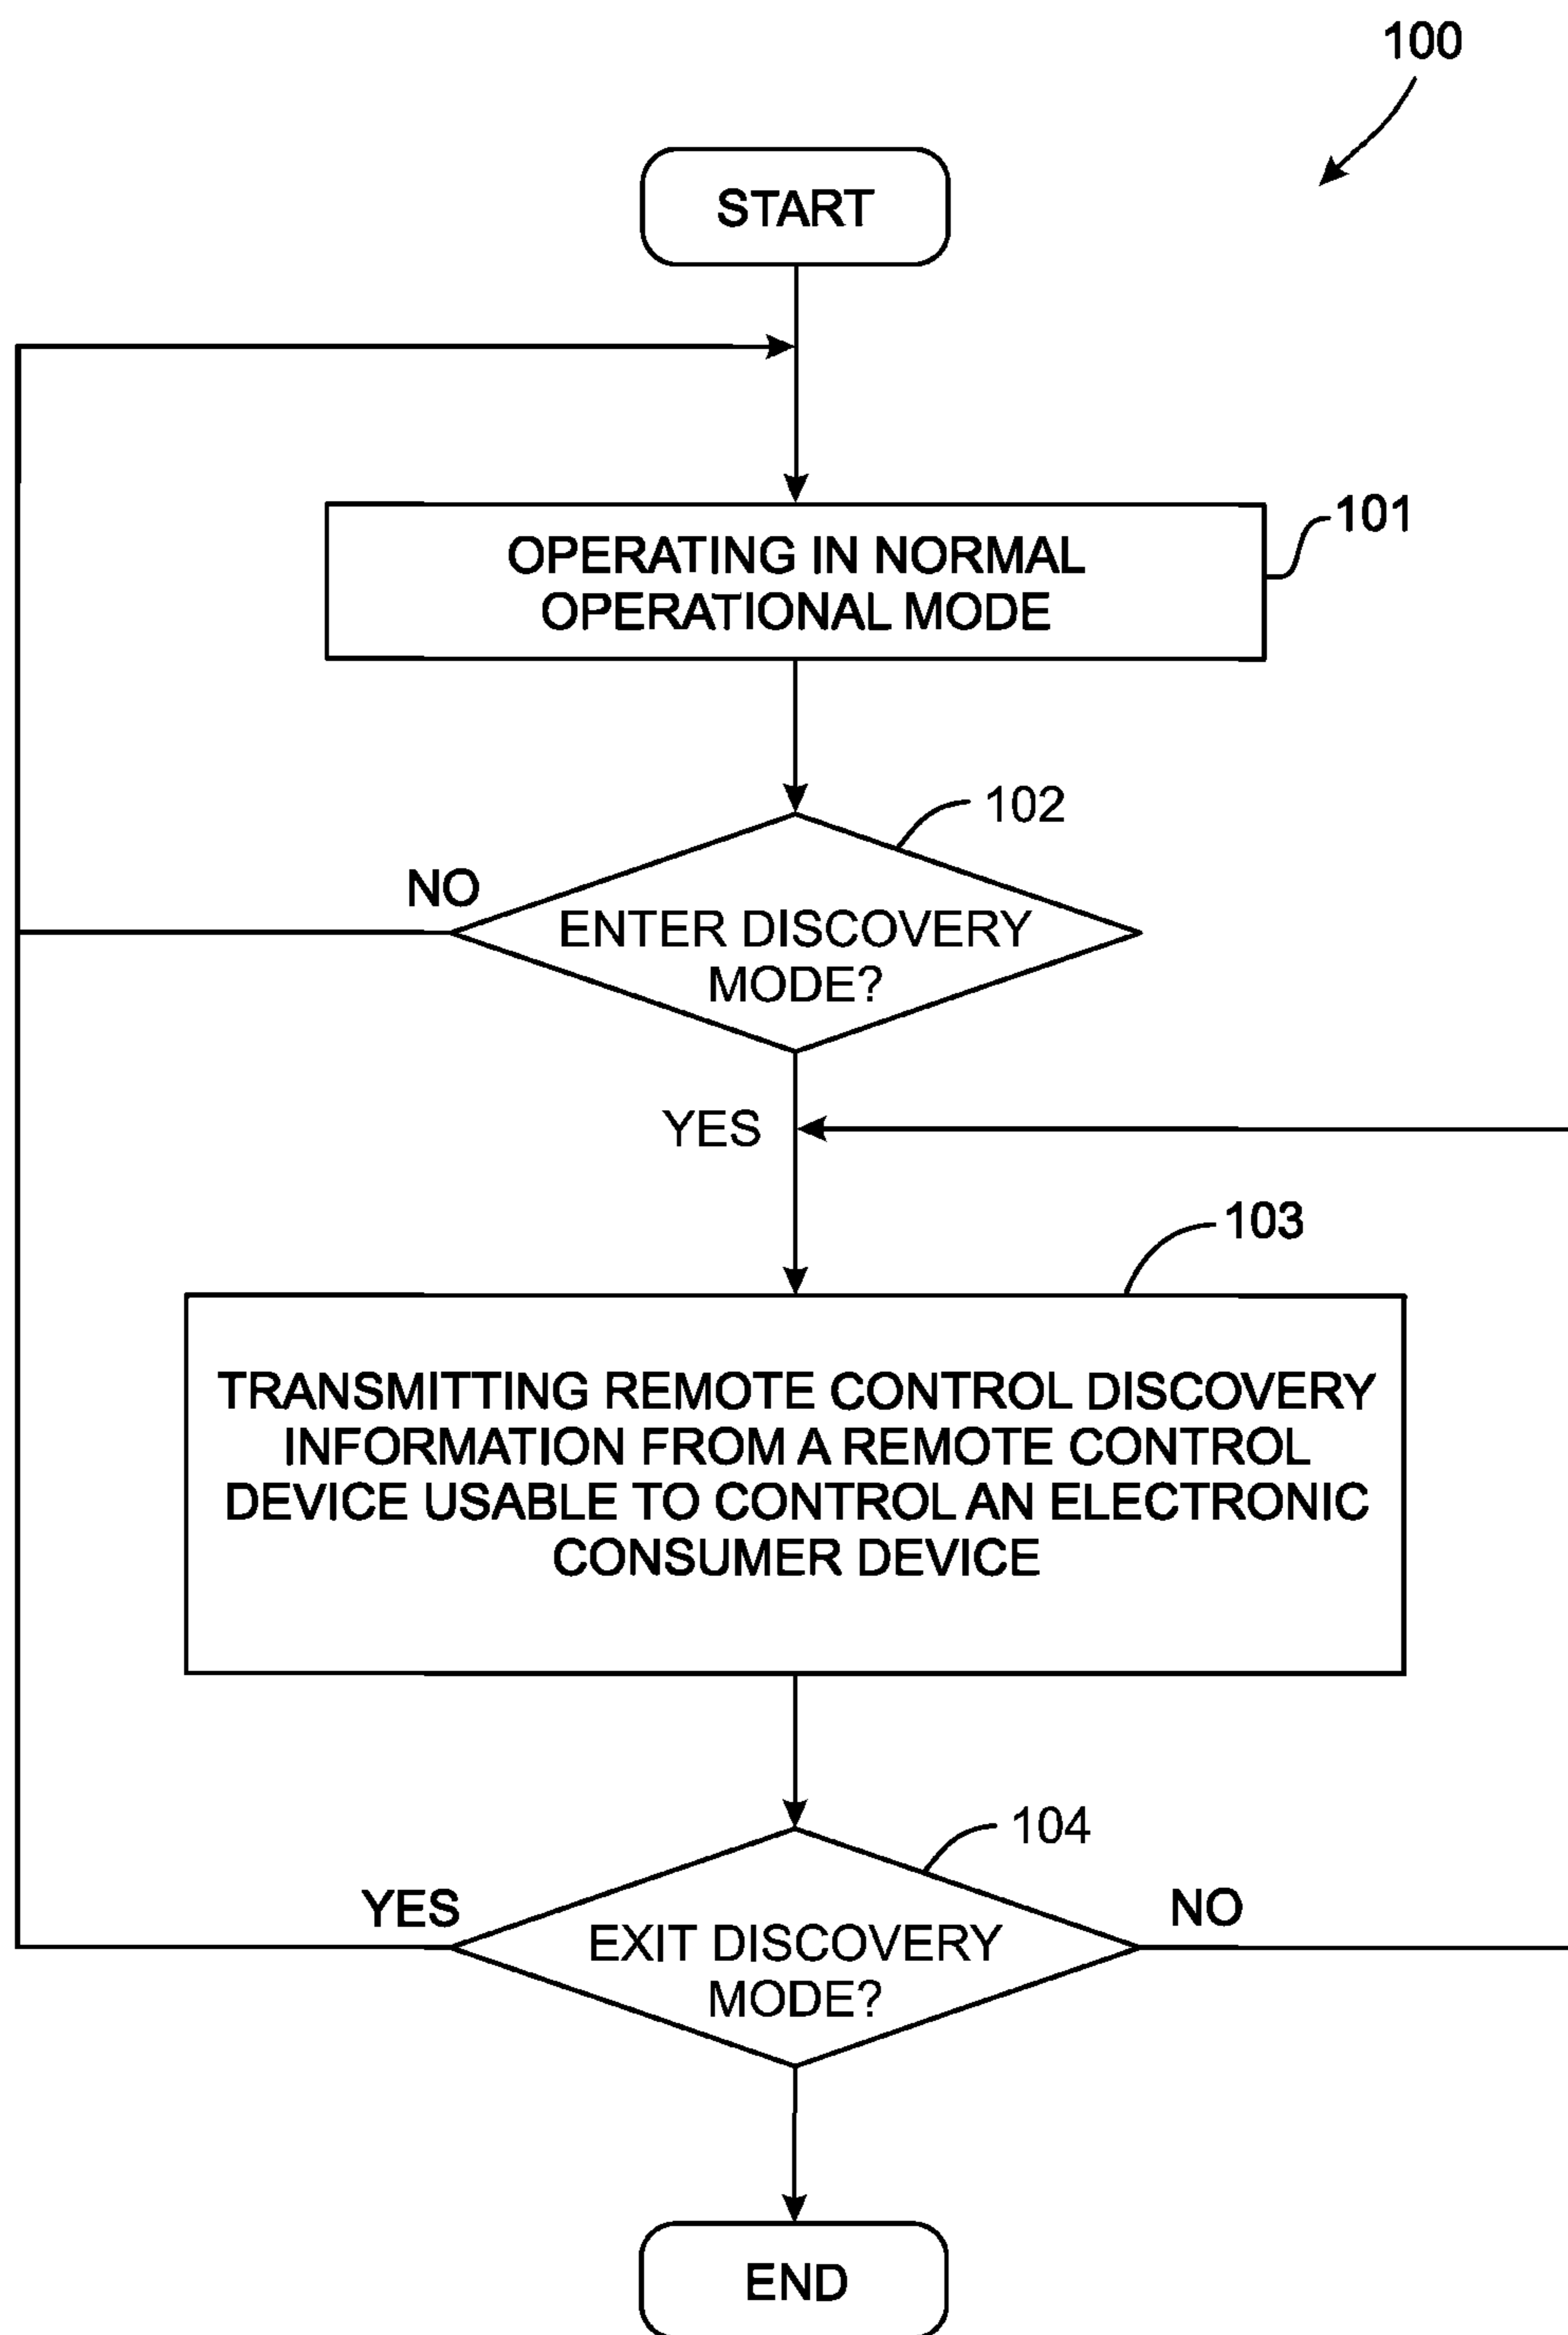 100
START
OPERATING IN NORMAL
OPERATIONAL MODE
101
102
NO
ENTER DISCOVERY
MODE?
YES
103
TRANSMITTING REMOTE CONTROL DISCOVERY
INFORMATION FROM A REMOTE CONTROL
DEVICE USABLE TO CONTROL AN ELECTRONIC
CONSUMER DEVICE
104
YES
NO
EXIT DISCOVERY
MODE?
END